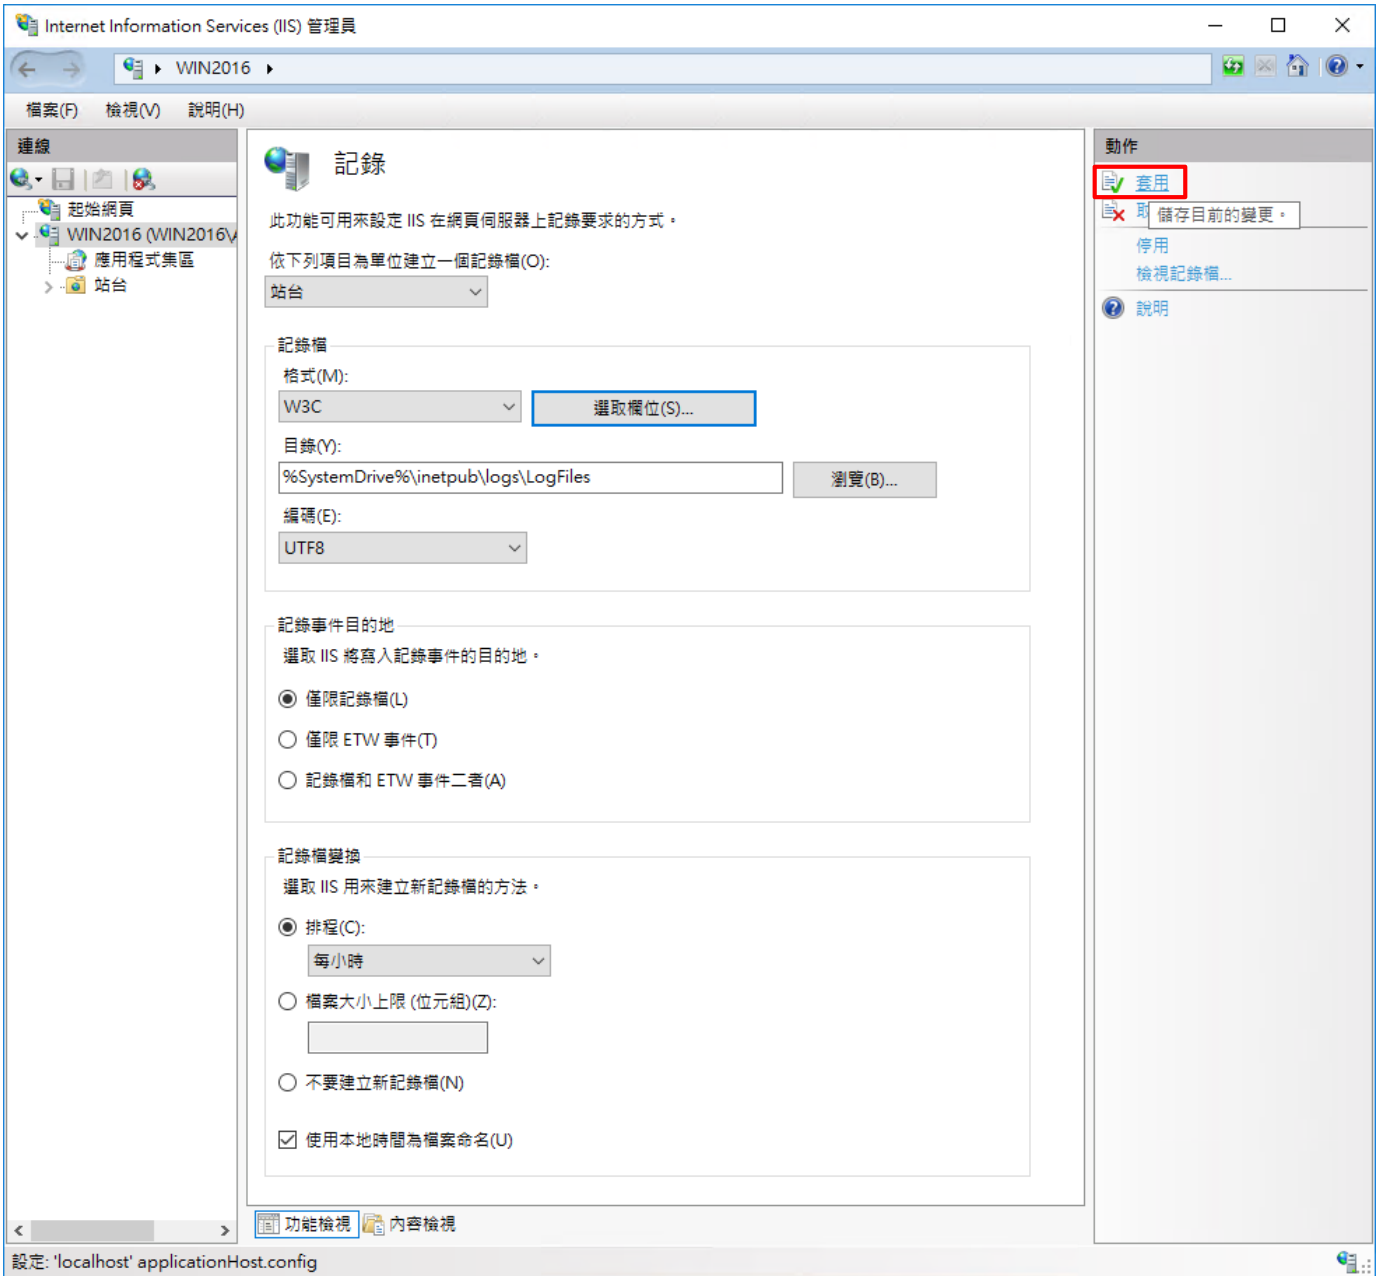 Internet Information Services (IIS) 管理員
WIN2016
檔案(F) 檢視(V) 說明(H)
連線
起始網頁
WIN2016 (WIN2016\
應用程式集區
站台
記錄
此功能可用來設定 IIS 在網頁伺服器上記錄要求的方式。
依下列項目為單位建立一個記錄檔(O):
站台
記錄檔
格式(M):
W3C
選取欄位(S)...
目錄(Y):
%SystemDrive%\inetpub\logs\LogFiles
瀏覽(B)...
編碼(E):
UTF8
記錄事件目的地
選取 IIS 將寫入記錄事件的目的地。
僅限記錄檔(L)
僅限 ETW 事件(T)
記錄檔和 ETW 事件二者(A)
記錄檔變換
選取 IIS 用來建立新記錄檔的方法。
排程(C):
每小時
檔案大小上限 (位元組)(Z):
不要建立新記錄檔(N)
使用本地時間為檔案命名(U)
功能檢視 內容檢視
動作
套用
取
儲存目前的變更。
停用
檢視記錄檔...
說明
設定: 'localhost' applicationHost.config